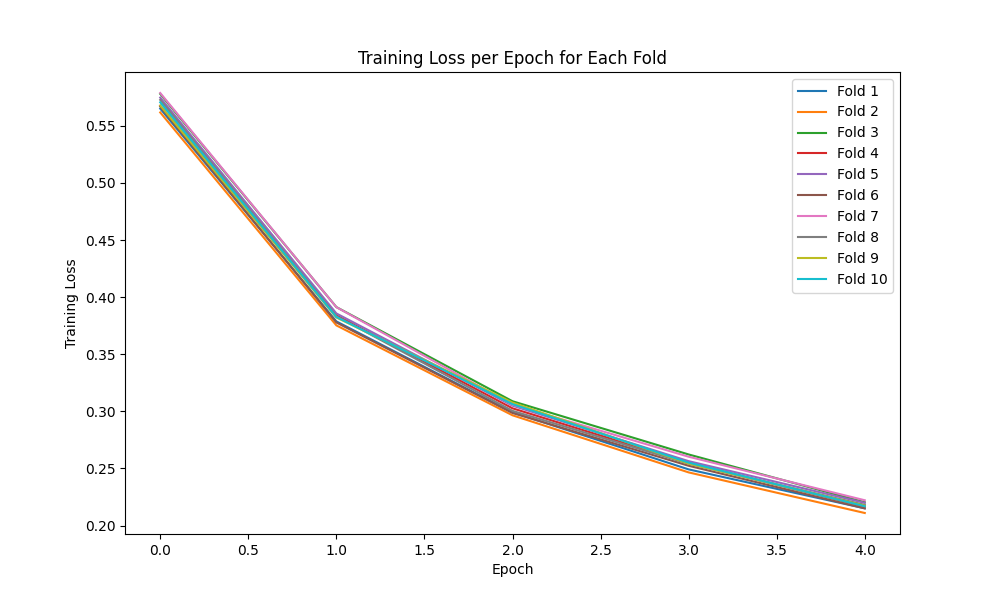 Training Loss per Epoch for Each Fold
Training Loss
0.55
0.50
0.45
0.40
0.35
0.30
0.25
0.20
Fold 1
Fold 2
Fold 3
Fold 4
Fold 5
Fold 6
Fold 7
Fold 8
Fold 9
Fold 10
0.0 0.5 1.0 1.5 2.0 2.5 3.0 3.5 4.0
Epoch